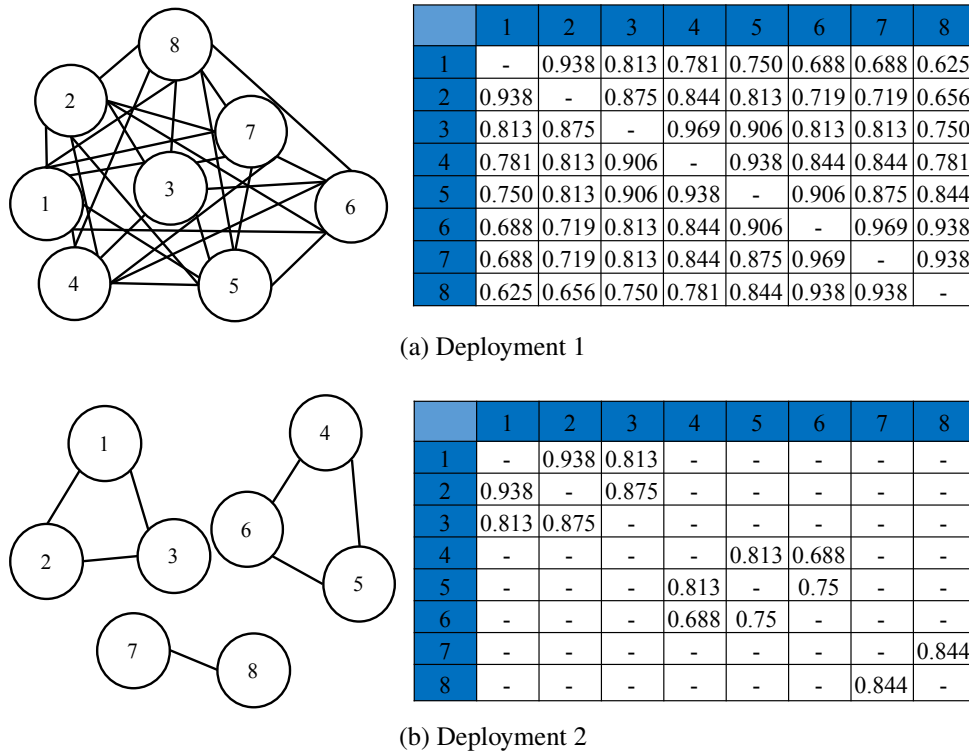 8
2
7
3
1
6
4
5
1 2 3 4 5 6 7 8
1 - 0.938 0.813 0.781 0.750 0.688 0.688 0.625
2 0.938 - 0.875 0.844 0.813 0.719 0.719 0.656
3 0.813 0.875 - 0.969 0.906 0.813 0.813 0.750
4 0.781 0.813 0.906 - 0.938 0.844 0.844 0.781
5 0.750 0.813 0.906 0.938 - 0.906 0.875 0.844
6 0.688 0.719 0.813 0.844 0.906 - 0.969 0.938
7 0.688 0.719 0.813 0.844 0.875 0.969 - 0.938
8 0.625 0.656 0.750 0.781 0.844 0.938 0.938 -
(a) Deployment 1
1
4
6
2
3
5
7
8
1 2 3 4 5 6 7 8
1 - 0.938 0.813 - - - - -
2 0.938 - 0.875 - - - - -
3 0.813 0.875 - - - - - -
4 - - - - 0.813 0.688 - -
5 - - - 0.813 - 0.75 - -
6 - - - 0.688 0.75 - - -
7 - - - - - - - 0.844
8 - - - - - - 0.844 -
(b) Deployment 2